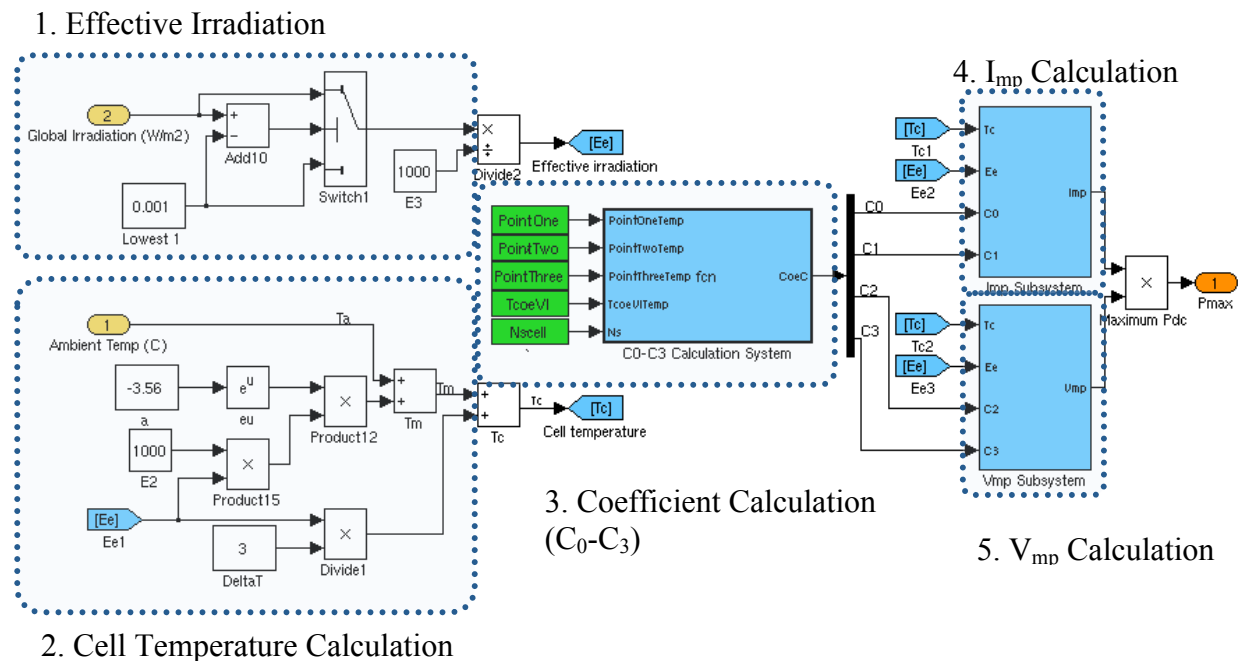 1. Effective Irradiation
2
Global Irradiation (W/m2)
+
−
Add10
0.001
Lowest 1
Switch1
1000
E3
×
÷
Divide2
[Ee]
Effective irradiation
1
Ambient Temp (C)
Ta
-3.56
a
e^u
eu
×
Product12
+
+
Tm
Tm
1000
E2
×
Product15
[Ee]
Ee1
3
DeltaT
×
Divide1
+
+
Tc
Tc
[Tc]
Cell temperature
2. Cell Temperature Calculation
PointOne
PointTwo
PointThree
TcoeVI
Nscell
PointOneTemp
PointTwoTemp
PointThreeTemp fcn
TcoeVITemp
Ns
CoeC
C0-C3 Calculation System
3. Coefficient Calculation
(C₀-C₃)
C0
C1
C2
C3
4. Iₘₚ Calculation
[Tc]
Tc1
[Ee]
Ee2
Tc
Ee
C0
C1
Imp
Imp Subsystem
[Tc]
Tc2
[Ee]
Ee3
Tc
Ee
C2
C3
Vmp
Vmp Subsystem
5. Vₘₚ Calculation
×
Maximum Pdc
1
Pmax